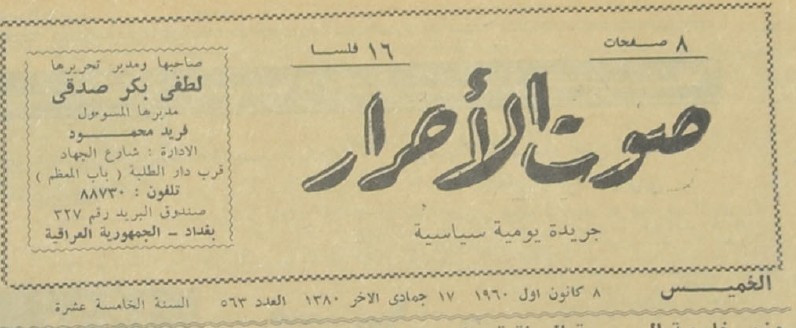 ٨ صفحات
١٦ فلسا
صوت الأحرار
جريدة يومية سياسية
صاحبها ومدير تحريرها
لطفي بكر صدقي
مديرها المسوءول
فريد محمود
الادارة : شارع الجهاد
قرب دار الطلبة ( باب المعظم )
تلفون : ٨٨٧٣٠
صندوق البريد رقم ٣٢٧
بغداد - الجمهورية العراقية
الخميس ٨ كانون اول ١٩٦٠ ١٧ جمادى الاخر ١٣٨٠ العدد ٥٦٣ السنة الخامسة عشرة